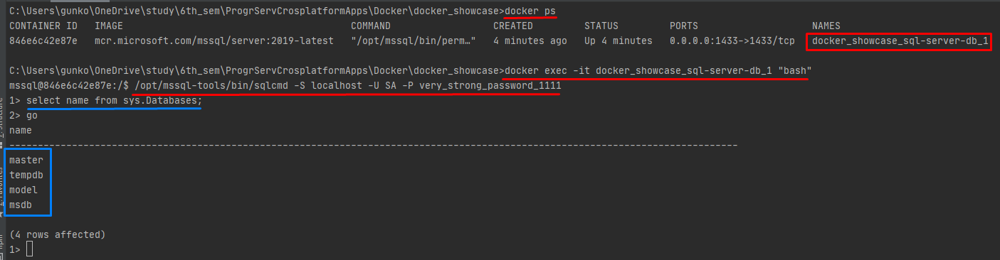 C:\Users\gunko\OneDrive\study\6th_sem\ProgrServCrosplatformApps\Docker\docker_showcase>docker ps
CONTAINER ID   IMAGE                                        COMMAND                  CREATED         STATUS         PORTS                    NAMES
846e6c42e87e   mcr.microsoft.com/mssql/server:2019-latest   "/opt/mssql/bin/perm…"   4 minutes ago   Up 4 minutes   0.0.0.0:1433->1433/tcp   docker_showcase_sql-server-db_1
C:\Users\gunko\OneDrive\study\6th_sem\ProgrServCrosplatformApps\Docker\docker_showcase>docker exec -it docker_showcase_sql-server-db_1 "bash"
mssql@846e6c42e87e:/$ /opt/mssql-tools/bin/sqlcmd -S localhost -U SA -P very_strong_password_1111
1> select name from sys.Databases;
2> go
name
--------------------------------------------------------------------------------------------------------------------------------
master
tempdb
model
msdb
(4 rows affected)
1>